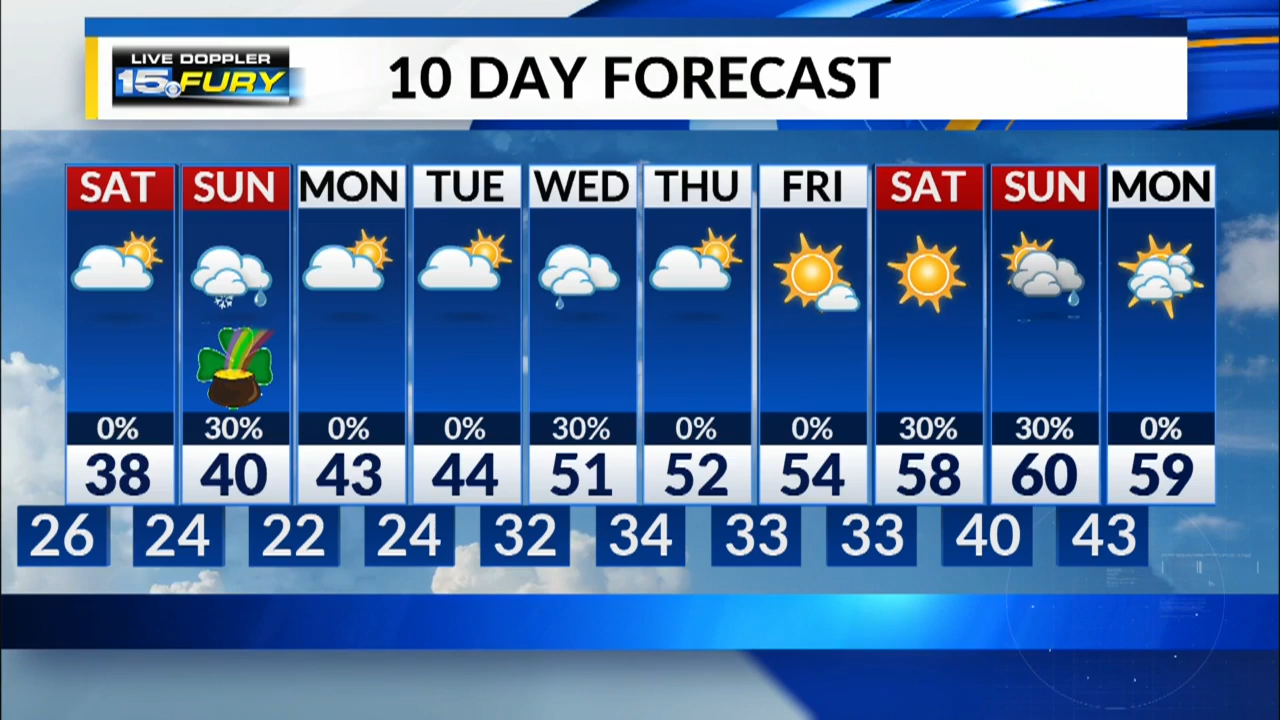 LIVE DOPPLER
15 FURY
10 DAY FORECAST
SAT SUN MON TUE WED THU FRI SAT SUN MON
0% 30% 0% 0% 30% 0% 0% 30% 30% 0%
38 40 43 44 51 52 54 58 60 59
26 24 22 24 32 34 33 33 40 43